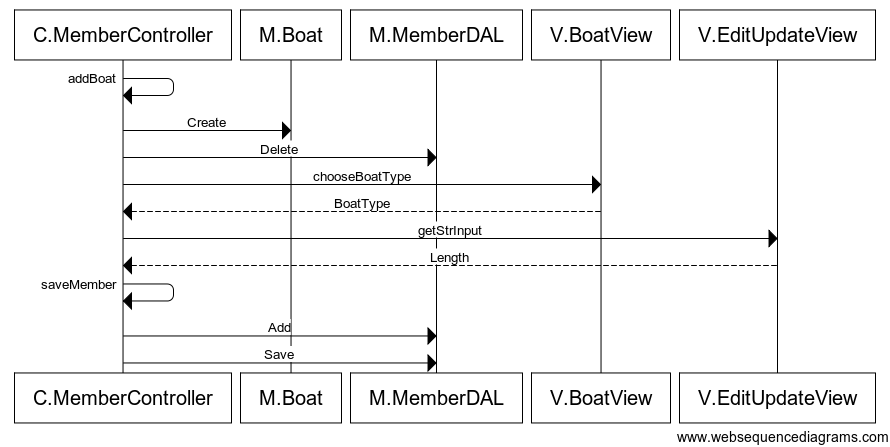 C.MemberController M.Boat M.MemberDAL V.BoatView V.EditUpdateView
addBoat
Create
Delete
chooseBoatType
BoatType
getStrInput
Length
saveMember
Add
Save
C.MemberController M.Boat M.MemberDAL V.BoatView V.EditUpdateView
www.websequencediagrams.com